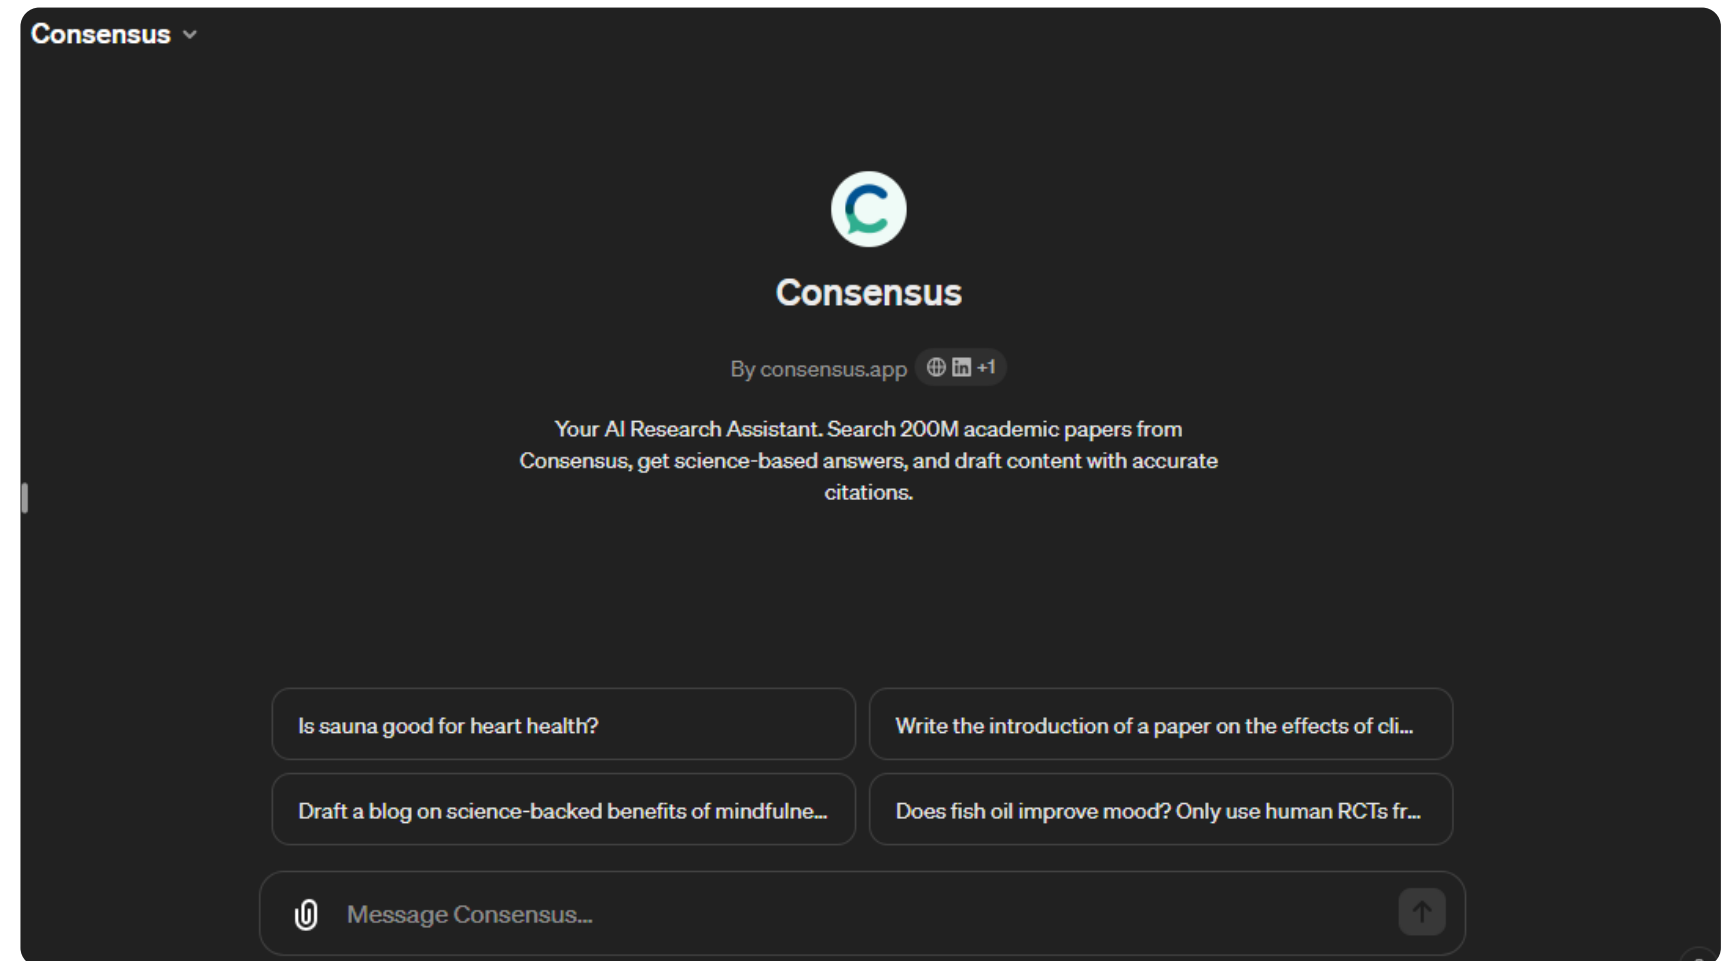 Consensus
Consensus
By consensus.app in +1
Your AI Research Assistant. Search 200M academic papers from
Consensus, get science-based answers, and draft content with accurate
citations.
Is sauna good for heart health?
Write the introduction of a paper on the effects of cli...
Draft a blog on science-backed benefits of mindfulne...
Does fish oil improve mood? Only use human RCTs fr...
Message Consensus...